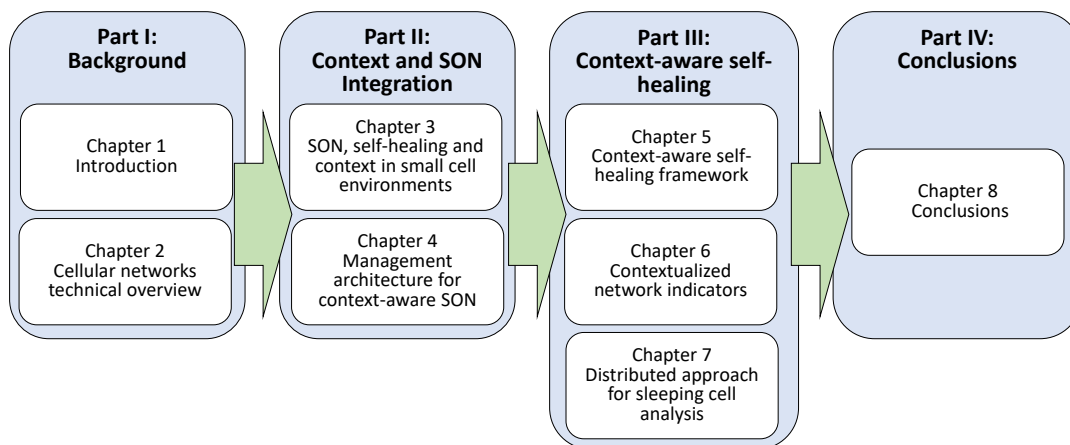 Part I:
Background
Chapter 1
Introduction
Chapter 2
Cellular networks
technical overview
Part II:
Context and SON
Integration
Chapter 3
SON, self-healing and
context in small cell
environments
Chapter 4
Management
architecture for
context-aware SON
Part III:
Context-aware self-
healing
Chapter 5
Context-aware self-
healing framework
Chapter 6
Contextualized
network indicators
Chapter 7
Distributed approach
for sleeping cell
analysis
Part IV:
Conclusions
Chapter 8
Conclusions